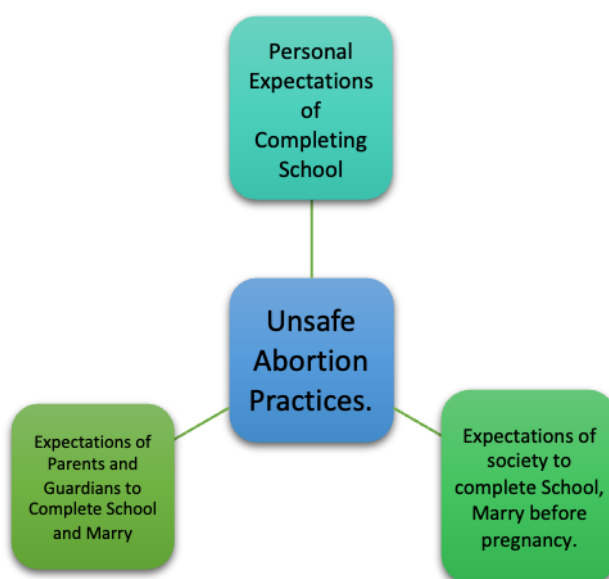 Personal
Expectations
of
Completing
School
Unsafe
Abortion
Practices.
Expectations of
Parents and
Guardians to
Complete School
and Marry
Expectations of
society to
complete School,
Marry before
pregnancy.